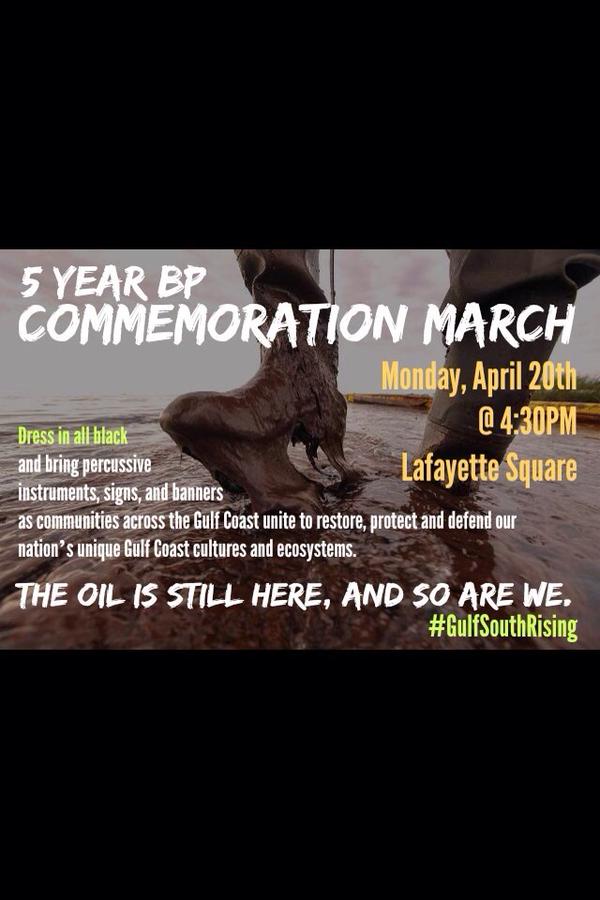 5 YEAR BP
COMMEMORATION MARCH
Monday, April 20th
@ 4:30PM
Lafayette Square
Dress in all black
and bring percussive
instruments, signs, and banners
as communities across the Gulf Coast unite to restore, protect and defend our
nation's unique Gulf Coast cultures and ecosystems.
THE OIL IS STILL HERE, AND SO ARE WE.
#GulfSouthRising